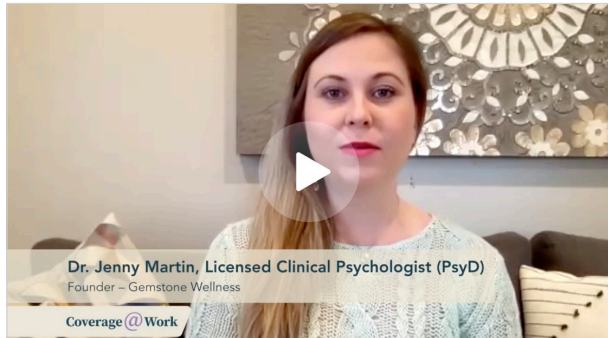 Dr. Jenny Martin, Licensed Clinical Psychologist (PsyD)
Founder – Gemstone Wellness
Coverage@Work